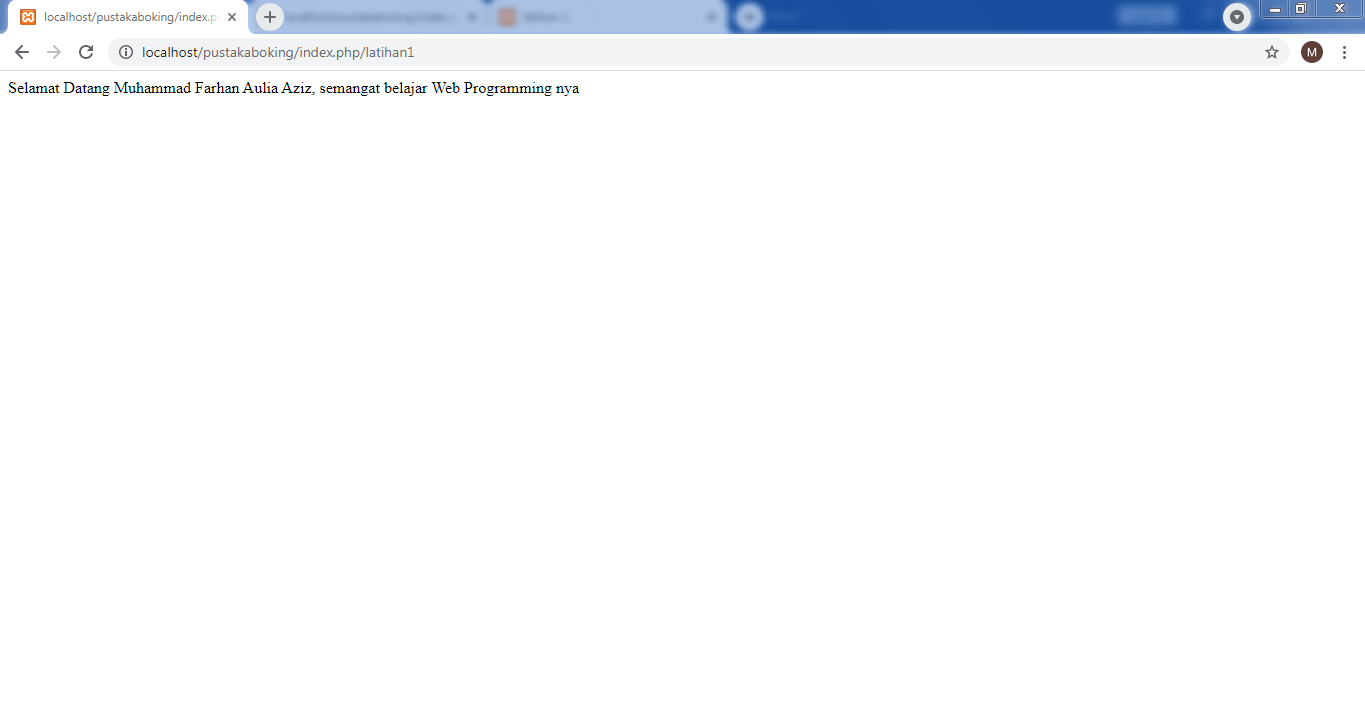 localhost/pustakaboking/index.p
localhost/pustakaboking/index.php/latihan1
M
Selamat Datang Muhammad Farhan Aulia Aziz, semangat belajar Web Programming nya